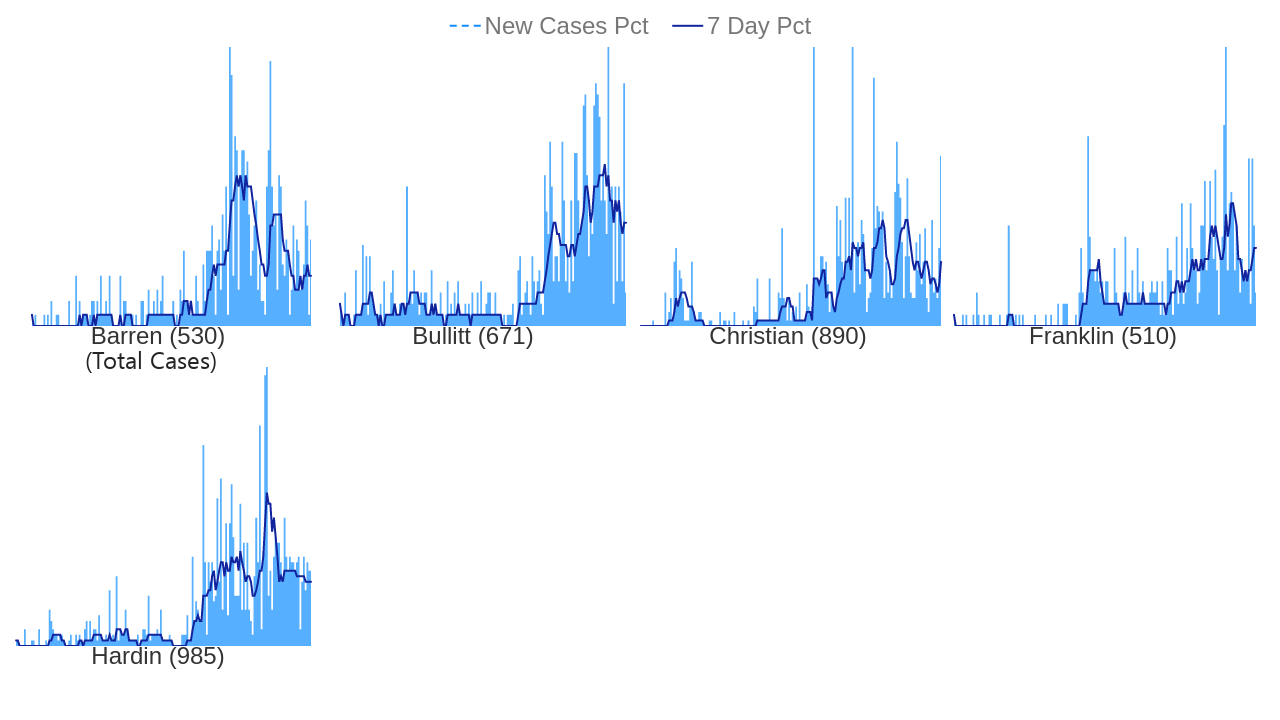 New Cases Pct 7 Day Pct
Barren (530) Bullitt (671) Christian (890) Franklin (510)
(Total Cases)
Hardin (985)